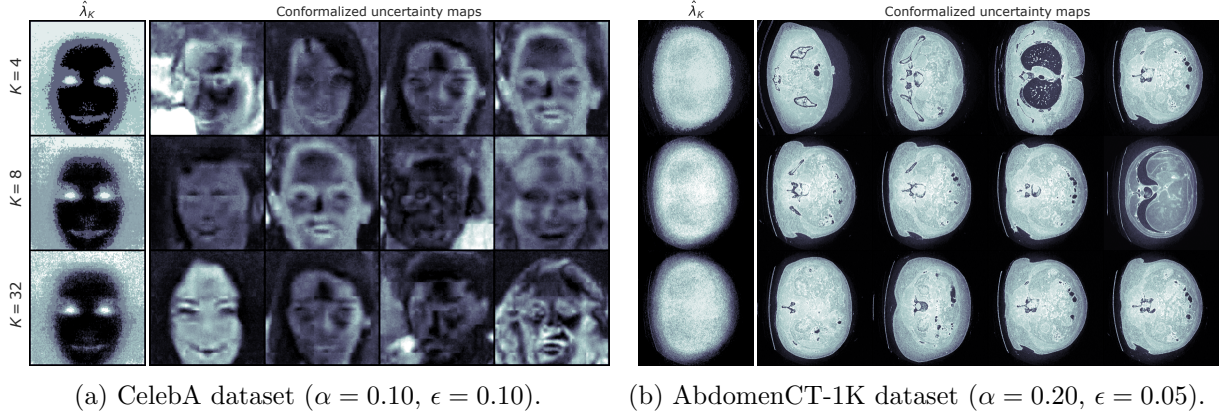 λ̂_K
Conformalized uncertainty maps
K = 4
K = 8
K = 32
(a) CelebA dataset (α = 0.10, ϵ = 0.10).
λ̂_K
Conformalized uncertainty maps
(b) AbdomenCT-1K dataset (α = 0.20, ϵ = 0.05).